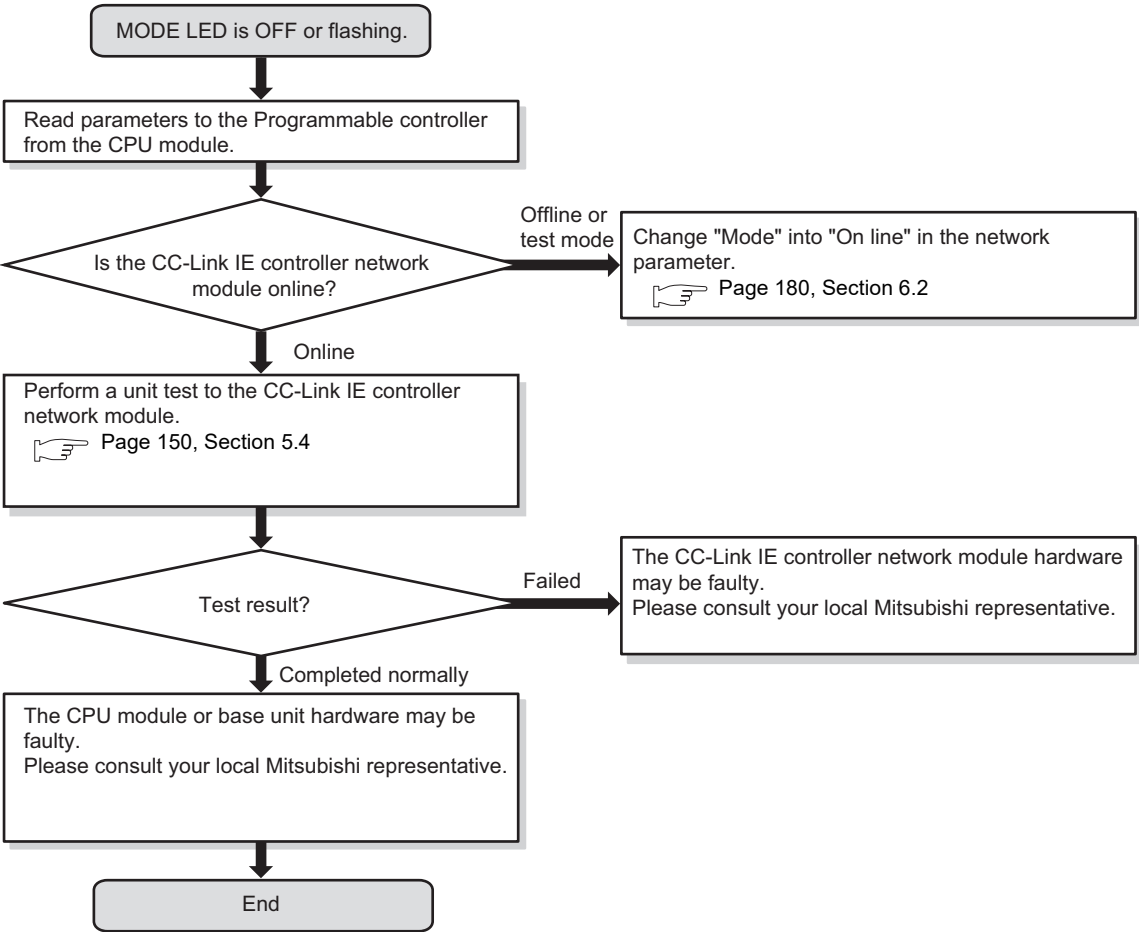 MODE LED is OFF or flashing.
Read parameters to the Programmable controller
from the CPU module.
Is the CC-Link IE controller network
module online?
Offline or
test mode
Change "Mode" into "On line" in the network
parameter.
Page 180, Section 6.2
Online
Perform a unit test to the CC-Link IE controller
network module.
Page 150, Section 5.4
Test result?
Failed
The CC-Link IE controller network module hardware
may be faulty.
Please consult your local Mitsubishi representative.
Completed normally
The CPU module or base unit hardware may be
faulty.
Please consult your local Mitsubishi representative.
End